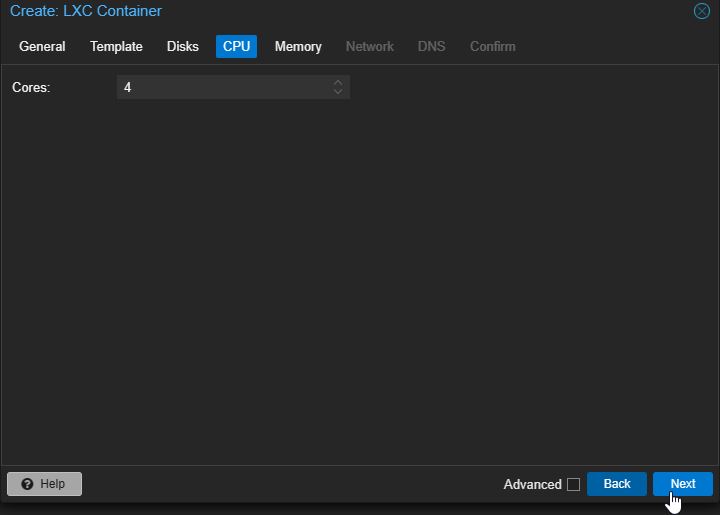 Create: LXC Container
General Template Disks CPU Memory Network DNS Confirm
Cores: 4
Help Advanced Back Next